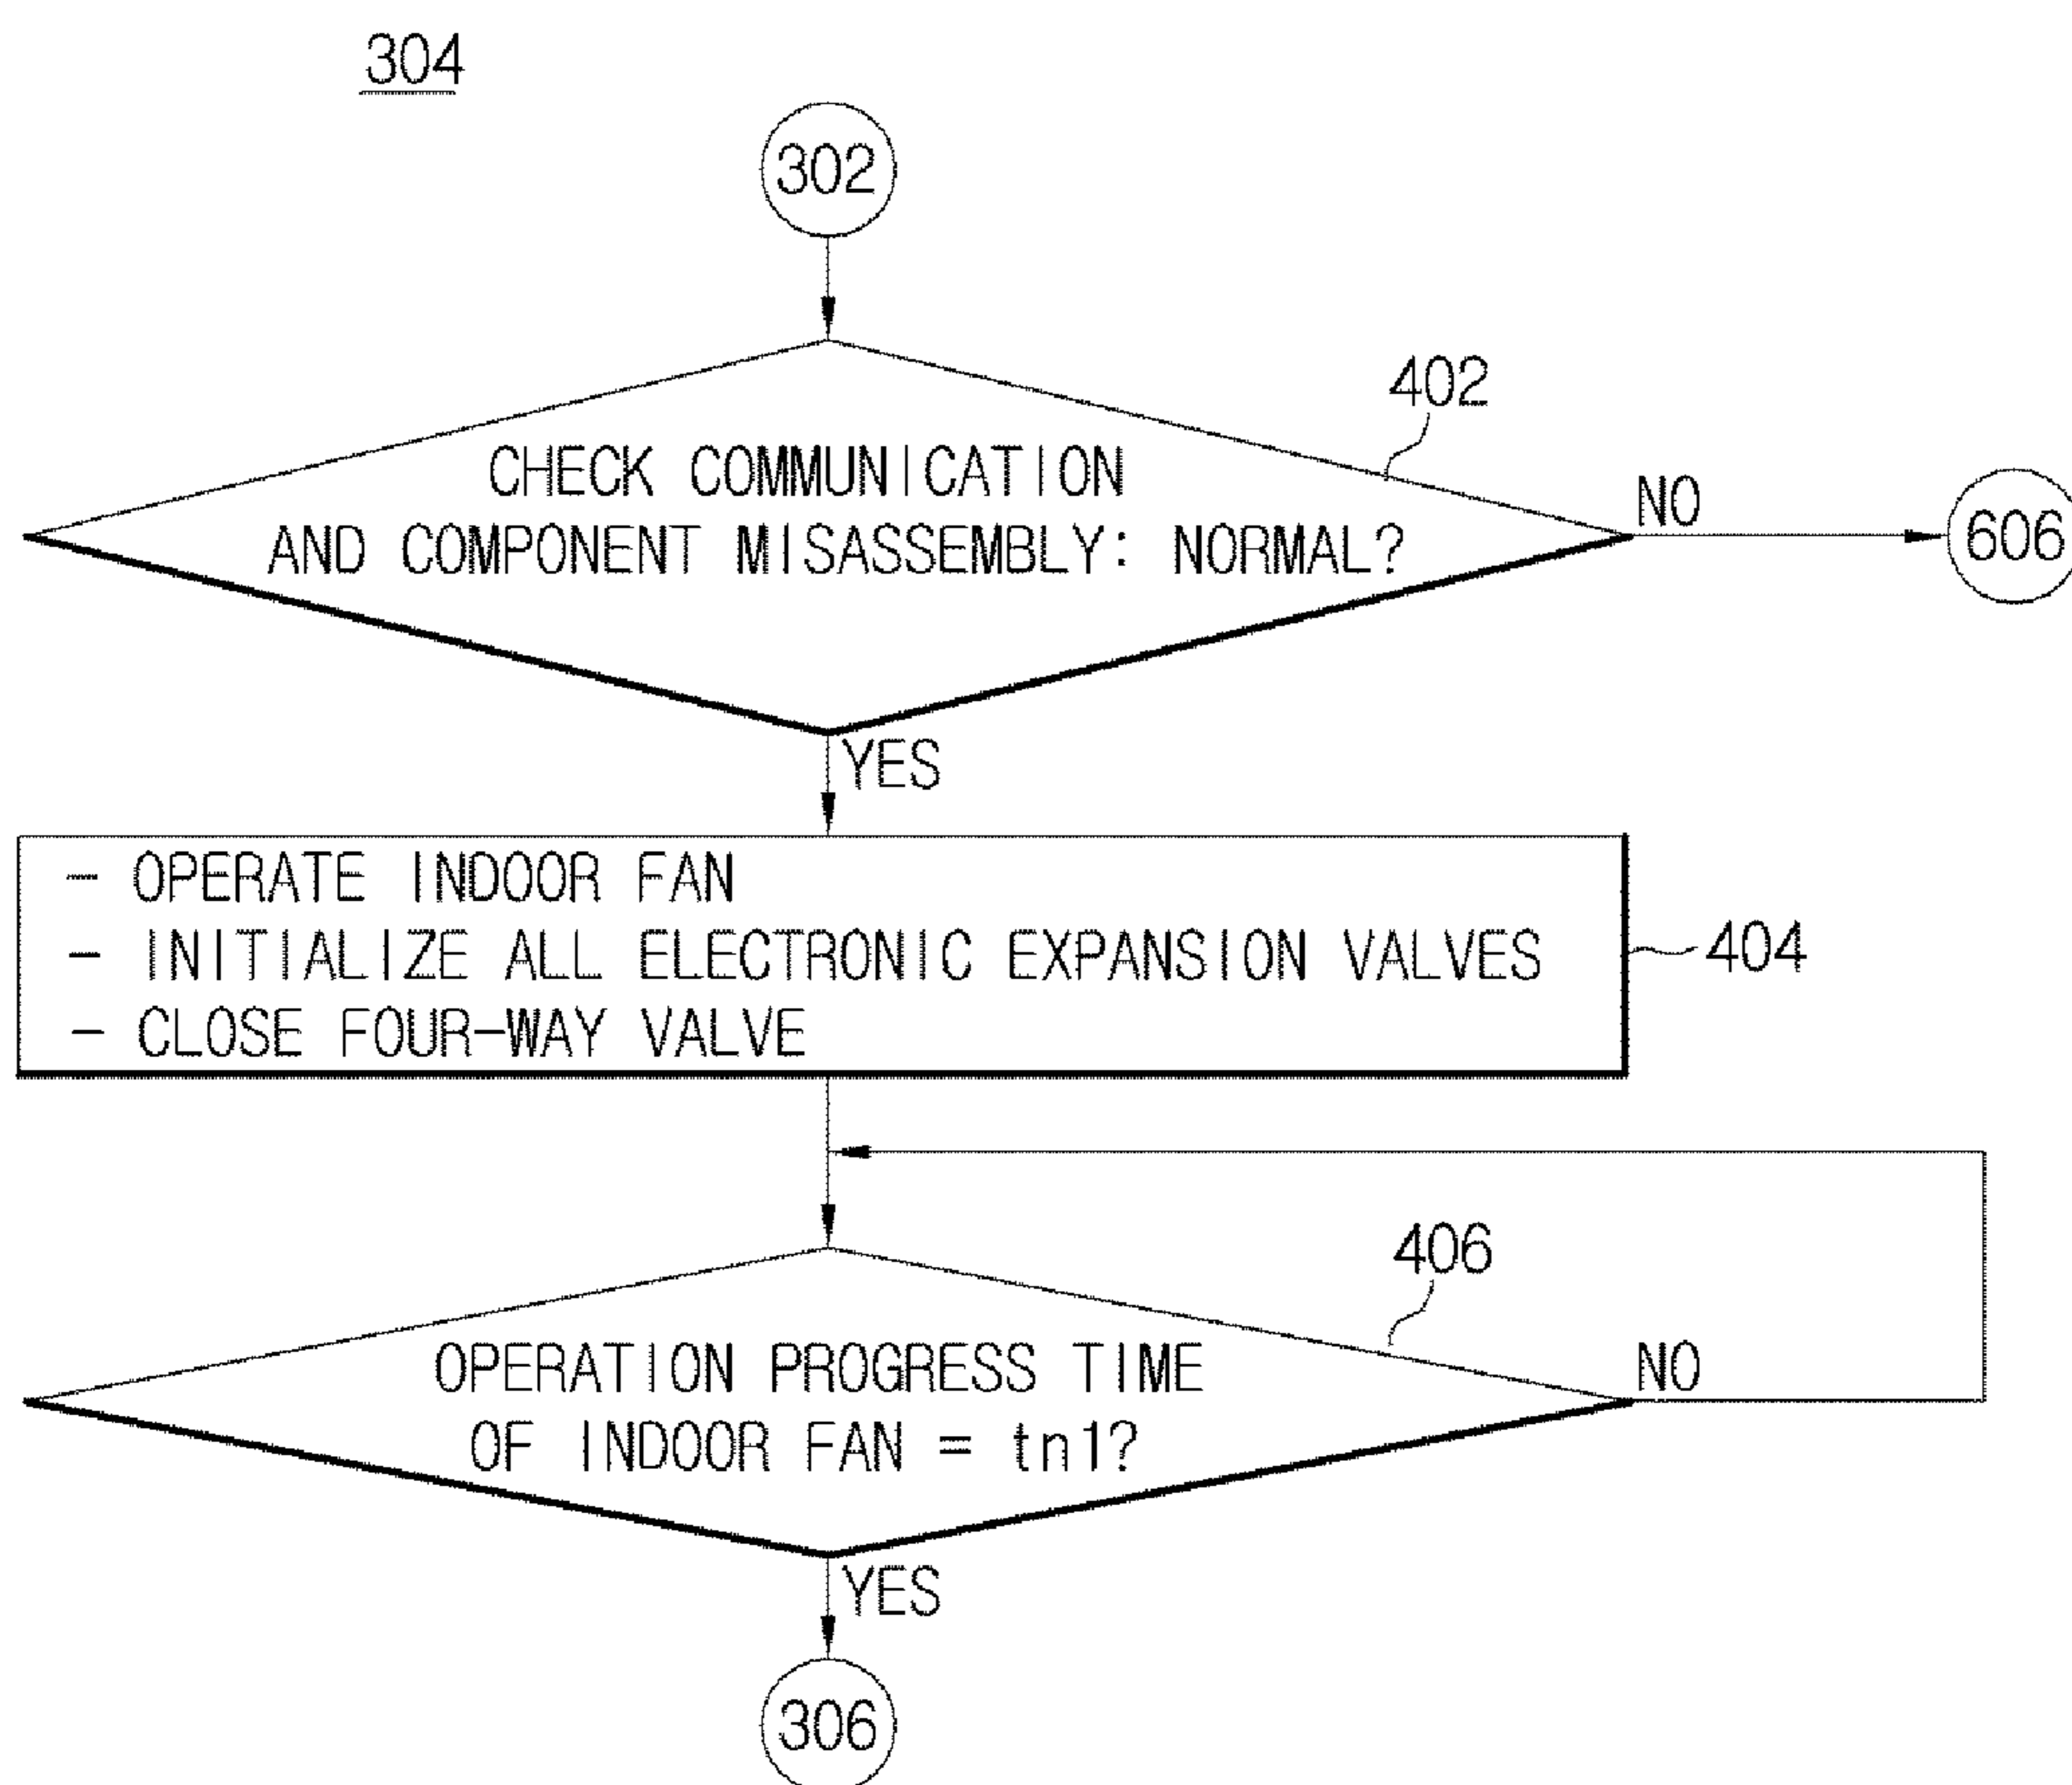 304
302
402
CHECK COMMUNICATION
AND COMPONENT MISASSEMBLY: NORMAL?
NO
606
YES
- OPERATE INDOOR FAN
- INITIALIZE ALL ELECTRONIC EXPANSION VALVES
- CLOSE FOUR-WAY VALVE
404
406
OPERATION PROGRESS TIME
OF INDOOR FAN = tn1?
NO
YES
306